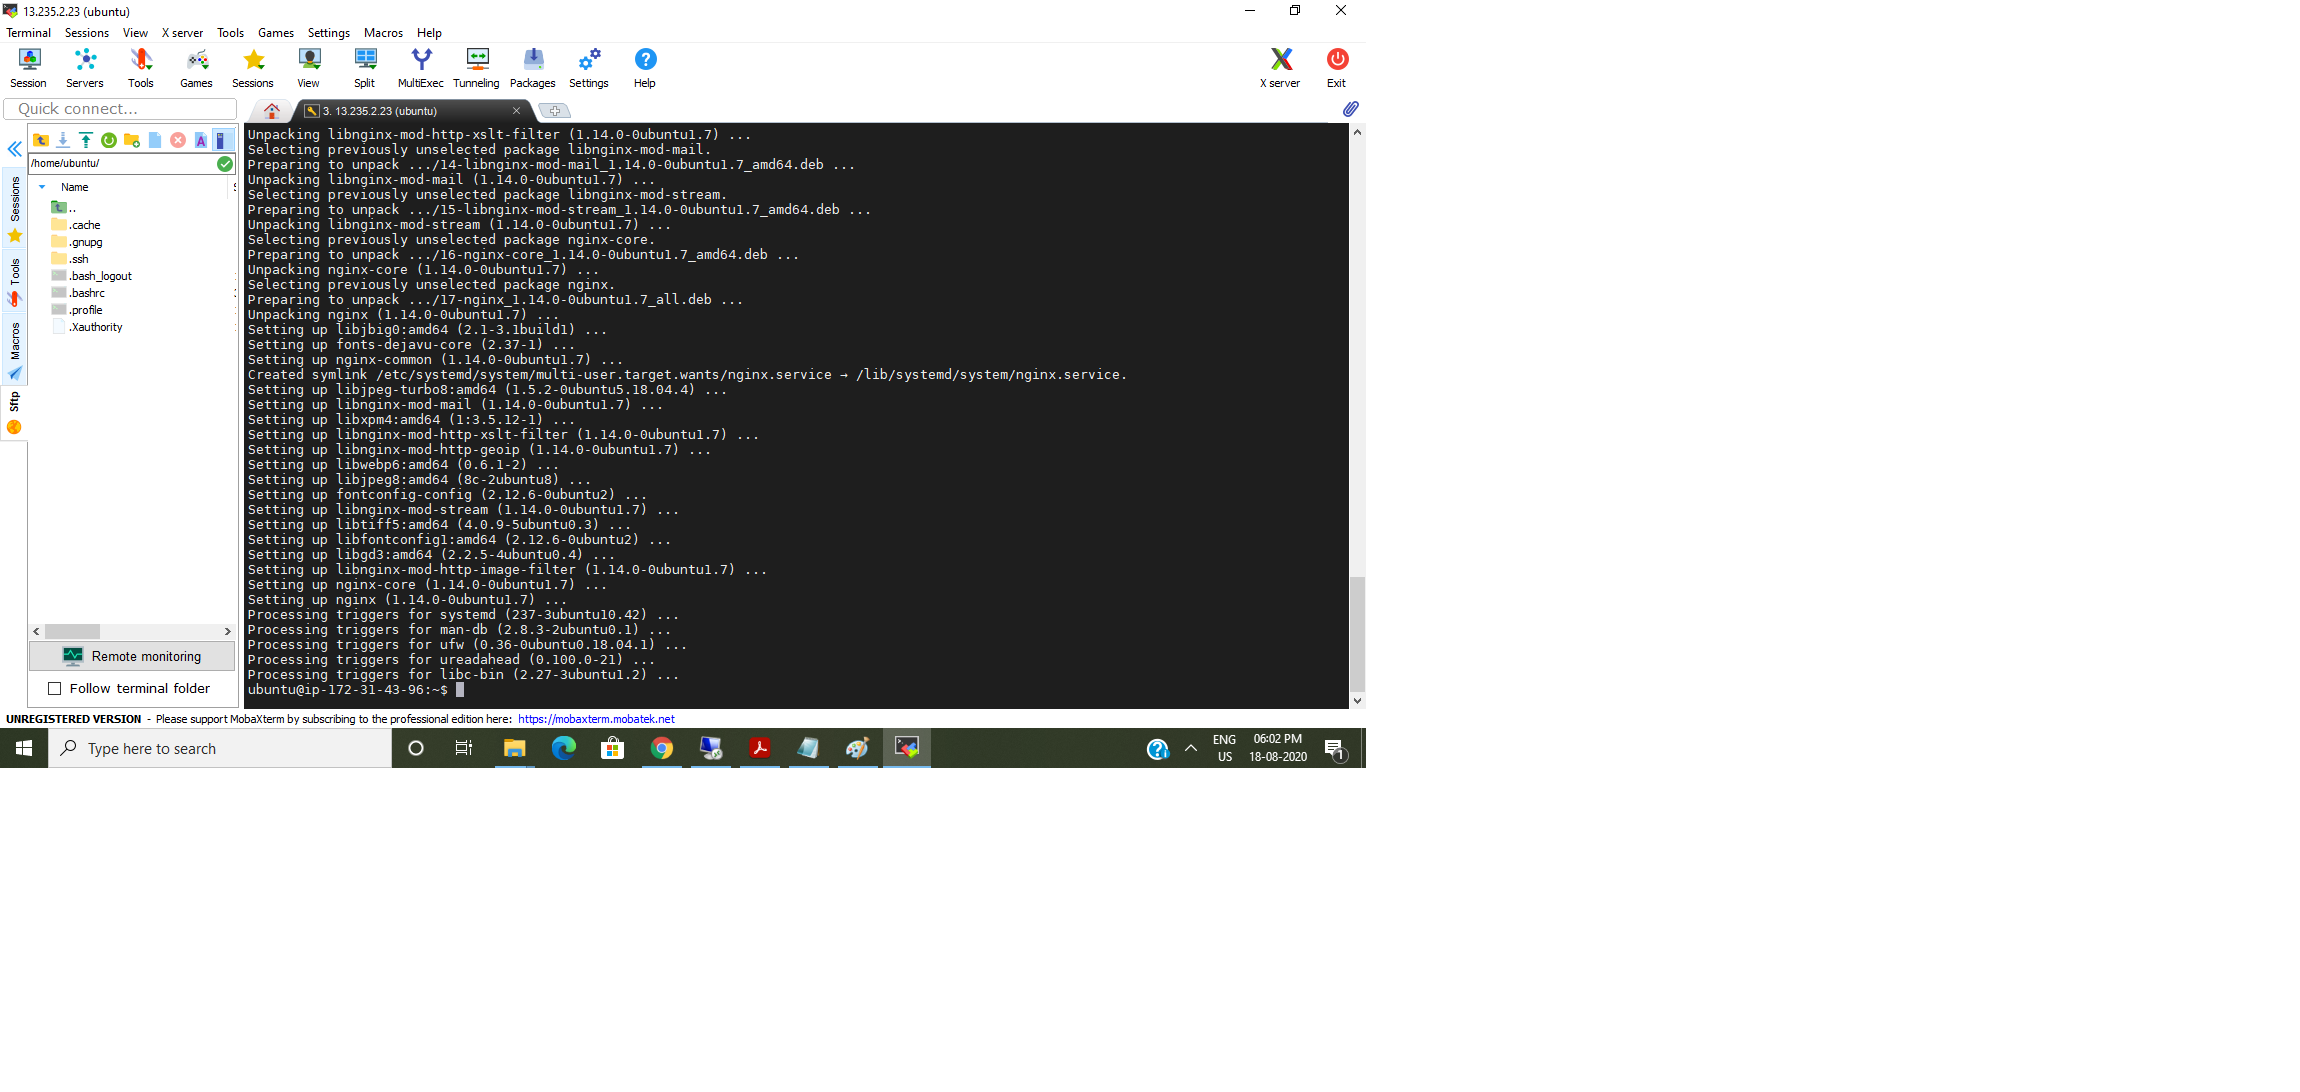 13.235.2.23 (ubuntu)
Terminal Sessions View X server Tools Games Settings Macros Help
Session Servers Tools Games Sessions View Split MultiExec Tunneling Packages Settings Help X server Exit
Quick connect...
3. 13.235.2.23 (ubuntu)
/home/ubuntu/
Name
..
.cache
.gnupg
.ssh
.bash_logout
.bashrc
.profile
.Xauthority
Sessions
Tools
Macros
Sftp
Remote monitoring
Follow terminal folder
Unpacking libnginx-mod-http-xslt-filter (1.14.0-0ubuntu1.7) ...
Selecting previously unselected package libnginx-mod-mail.
Preparing to unpack .../14-libnginx-mod-mail_1.14.0-0ubuntu1.7_amd64.deb ...
Unpacking libnginx-mod-mail (1.14.0-0ubuntu1.7) ...
Selecting previously unselected package libnginx-mod-stream.
Preparing to unpack .../15-libnginx-mod-stream_1.14.0-0ubuntu1.7_amd64.deb ...
Unpacking libnginx-mod-stream (1.14.0-0ubuntu1.7) ...
Selecting previously unselected package nginx-core.
Preparing to unpack .../16-nginx-core_1.14.0-0ubuntu1.7_amd64.deb ...
Unpacking nginx-core (1.14.0-0ubuntu1.7) ...
Selecting previously unselected package nginx.
Preparing to unpack .../17-nginx_1.14.0-0ubuntu1.7_all.deb ...
Unpacking nginx (1.14.0-0ubuntu1.7) ...
Setting up libjbig0:amd64 (2.1-3.1build1) ...
Setting up fonts-dejavu-core (2.37-1) ...
Setting up nginx-common (1.14.0-0ubuntu1.7) ...
Created symlink /etc/systemd/system/multi-user.target.wants/nginx.service → /lib/systemd/system/nginx.service.
Setting up libjpeg-turbo8:amd64 (1.5.2-0ubuntu5.18.04.4) ...
Setting up libnginx-mod-mail (1.14.0-0ubuntu1.7) ...
Setting up libxpm4:amd64 (1:3.5.12-1) ...
Setting up libnginx-mod-http-xslt-filter (1.14.0-0ubuntu1.7) ...
Setting up libnginx-mod-http-geoip (1.14.0-0ubuntu1.7) ...
Setting up libwebp6:amd64 (0.6.1-2) ...
Setting up libjpeg8:amd64 (8c-2ubuntu8) ...
Setting up fontconfig-config (2.12.6-0ubuntu2) ...
Setting up libnginx-mod-stream (1.14.0-0ubuntu1.7) ...
Setting up libtiff5:amd64 (4.0.9-5ubuntu0.3) ...
Setting up libfontconfig1:amd64 (2.12.6-0ubuntu2) ...
Setting up libgd3:amd64 (2.2.5-4ubuntu0.4) ...
Setting up libnginx-mod-http-image-filter (1.14.0-0ubuntu1.7) ...
Setting up nginx-core (1.14.0-0ubuntu1.7) ...
Setting up nginx (1.14.0-0ubuntu1.7) ...
Processing triggers for systemd (237-3ubuntu10.42) ...
Processing triggers for man-db (2.8.3-2ubuntu0.1) ...
Processing triggers for ufw (0.36-0ubuntu0.18.04.1) ...
Processing triggers for ureadahead (0.100.0-21) ...
Processing triggers for libc-bin (2.27-3ubuntu1.2) ...
ubuntu@ip-172-31-43-96:~$
UNREGISTERED VERSION - Please support MobaXterm by subscribing to the professional edition here: https://mobaxterm.mobatek.net
Type here to search
ENG
US
06:02 PM
18-08-2020
1